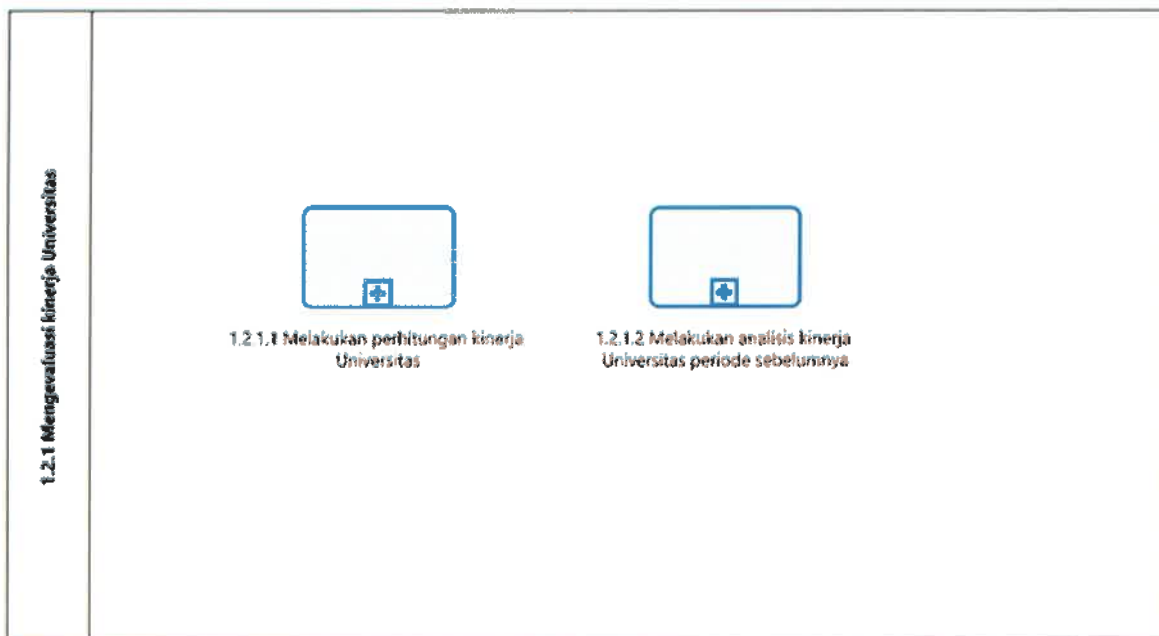 1.2.1 Mengevaluasi kinerja Universitas
1.2.1.1 Melakukan perhitungan kinerja
Universitas
1.2.1.2 Melakukan analisis kinerja
Universitas periode sebelumnya